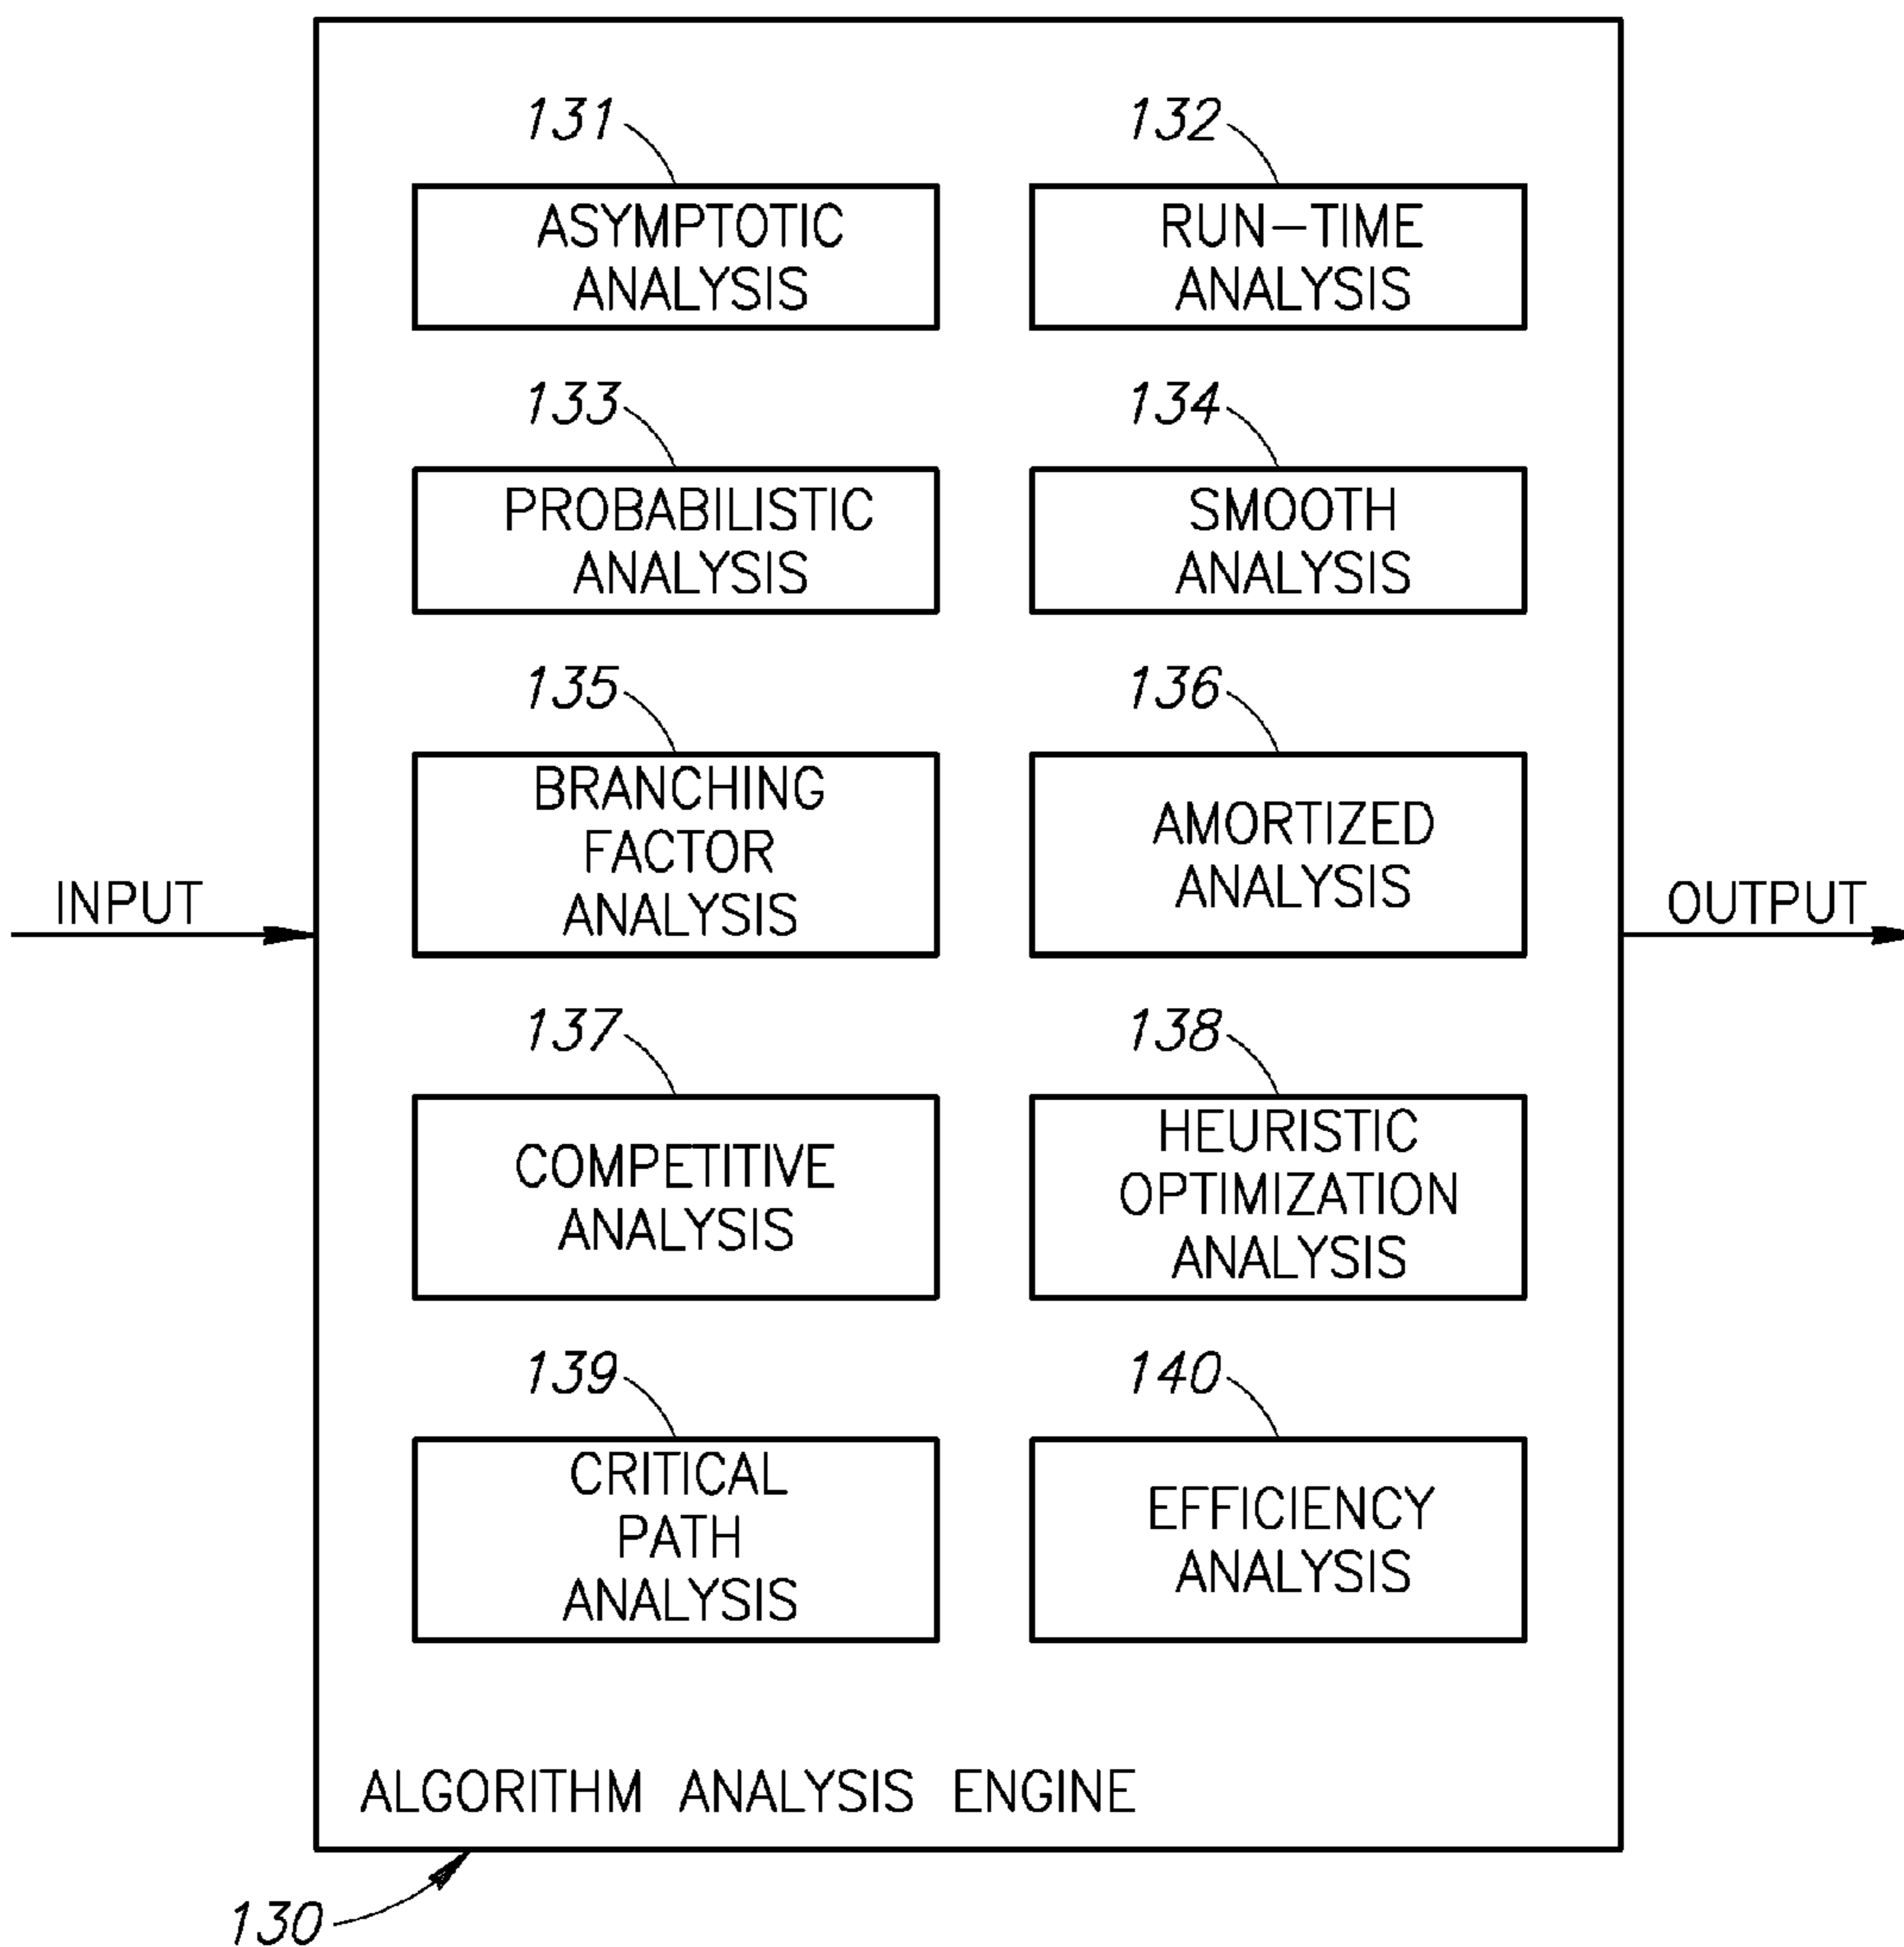 131
132
ASYMPTOTIC
ANALYSIS
RUN-TIME
ANALYSIS
133
134
PROBABILISTIC
ANALYSIS
SMOOTH
ANALYSIS
135
136
BRANCHING
FACTOR
ANALYSIS
AMORTIZED
ANALYSIS
INPUT
OUTPUT
137
138
COMPETITIVE
ANALYSIS
HEURISTIC
OPTIMIZATION
ANALYSIS
139
140
CRITICAL
PATH
ANALYSIS
EFFICIENCY
ANALYSIS
ALGORITHM ANALYSIS ENGINE
130